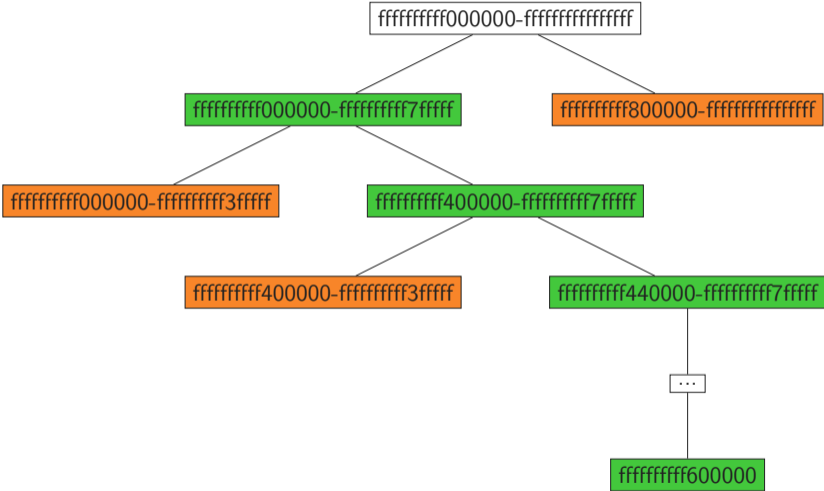 ffffffffff000000-ffffffffffffffff
ffffffffff000000-ffffffffff7fffff
ffffffffff800000-ffffffffffffffff
ffffffffff000000-ffffffffff3fffff
ffffffffff400000-ffffffffff7fffff
ffffffffff400000-ffffffffff3fffff
ffffffffff440000-ffffffffff7fffff
...
ffffffffff600000